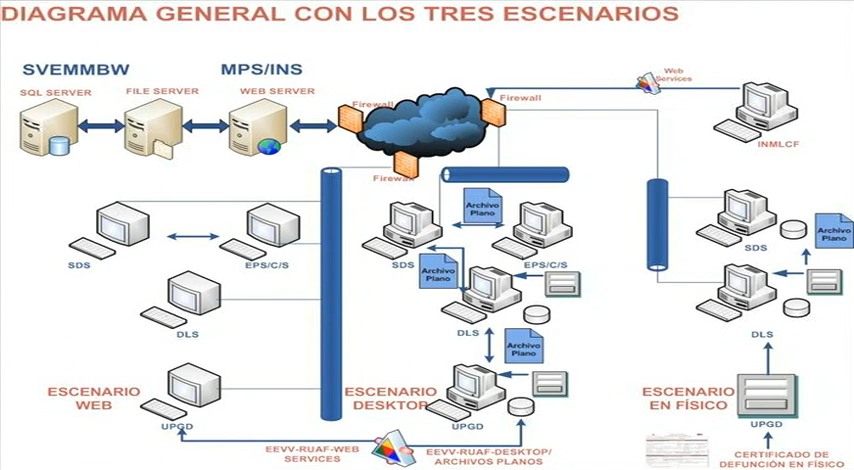 DIAGRAMA GENERAL CON LOS TRES ESCENARIOS
SVEMMBW
MPS/INS
SQL SERVER
FILE SERVER
WEB SERVER
Firewall
Firewall
Firewall
Web
Services
INMLCF
SDS
EPS/C/S
DLS
UPGD
ESCENARIO
WEB
Archivo
Plano
SDS
EPS/C/S
Archivo
Plano
DLS
Archivo
Plano
ESCENARIO
DESKTOP
UPGD
SDS
Archivo
Plano
DLS
ESCENARIO
EN FÍSICO
UPGD
EEVV-RUAF-WEB
SERVICES
EEVV-RUAF-DESKTOP/
ARCHIVOS PLANOS
CERTIFICADO DE
DEFUNCIÓN EN FÍSICO